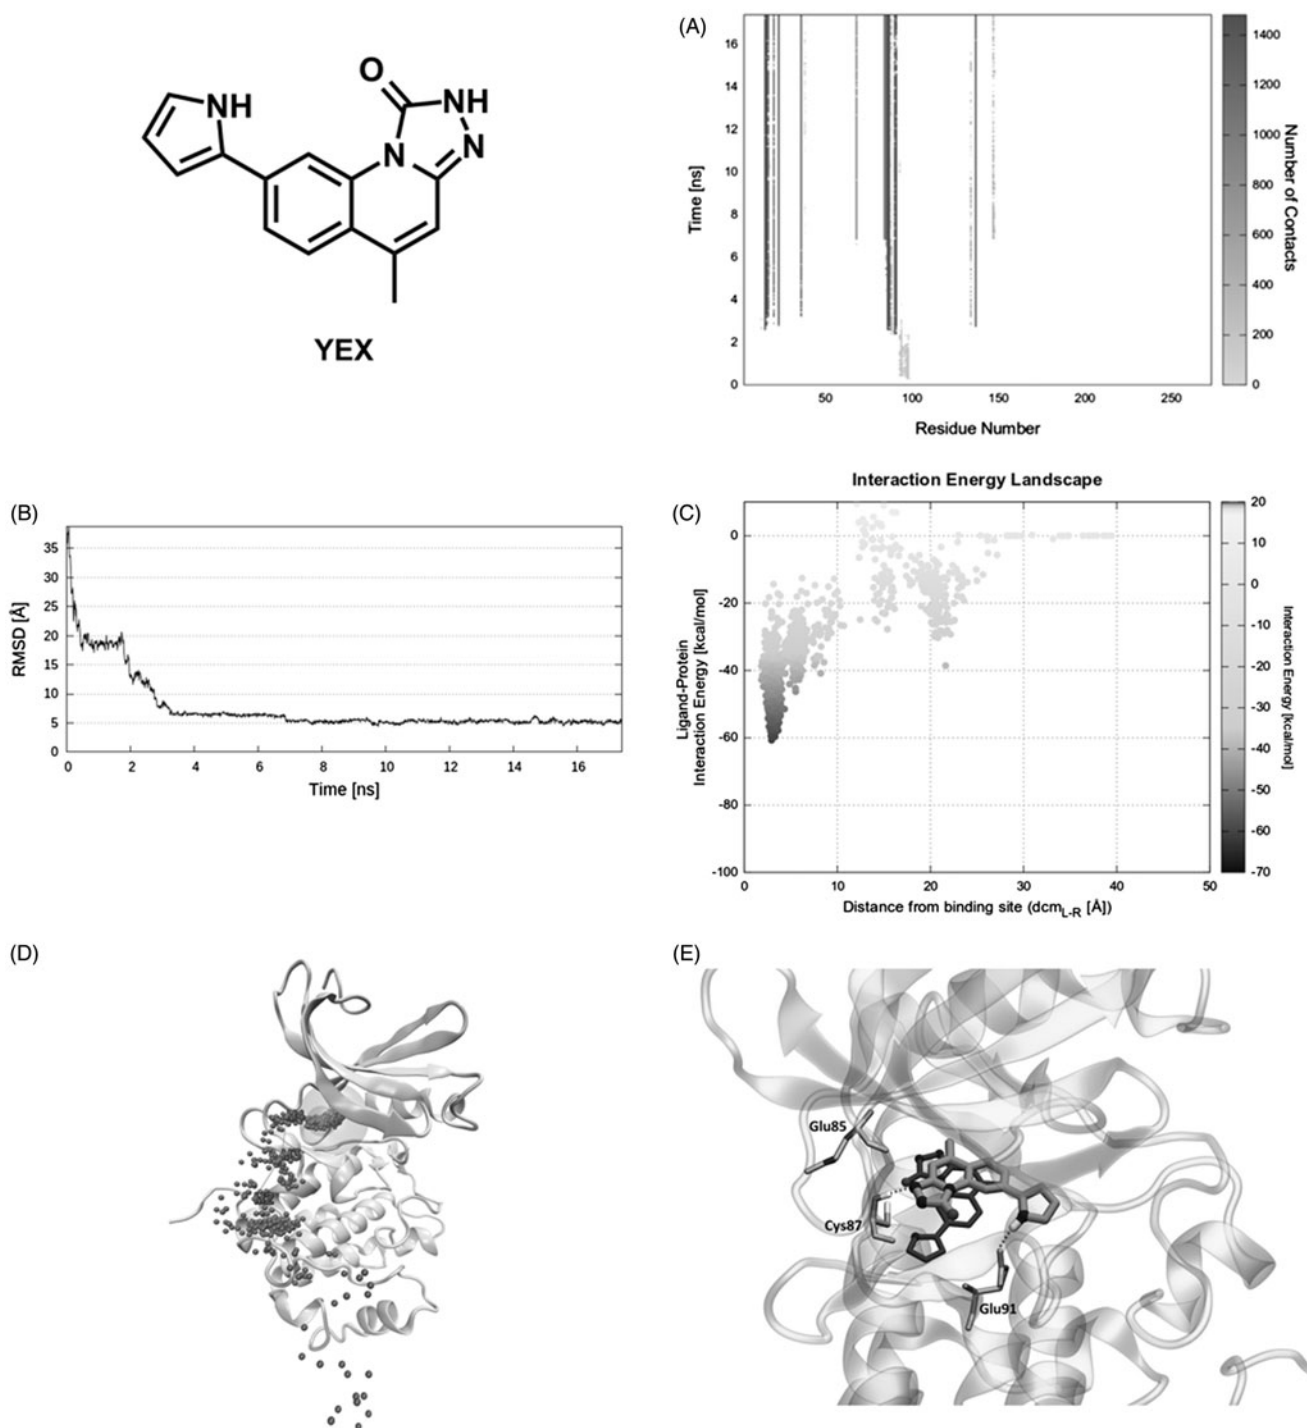 O
NH
NH
N
N
YEX
(A)
16
14
12
10
8
6
4
2
0
Time [ns]
50
100
150
200
250
Residue Number
1400
1200
1000
800
600
400
200
0
Number of Contacts
(B)
35
30
25
20
15
10
5
0
RMSD [Å]
0
2
4
6
8
10
12
14
16
Time [ns]
(C)
Interaction Energy Landscape
0
-20
-40
-60
-80
-100
Ligand-Protein
Interaction Energy [kcal/mol]
0
10
20
30
40
50
Distance from binding site (dcmL-R [Å])
20
10
0
-10
-20
-30
-40
-50
-60
-70
Interaction Energy [kcal/mol]
(D)
(E)
Glu85
Cys87
Glu91